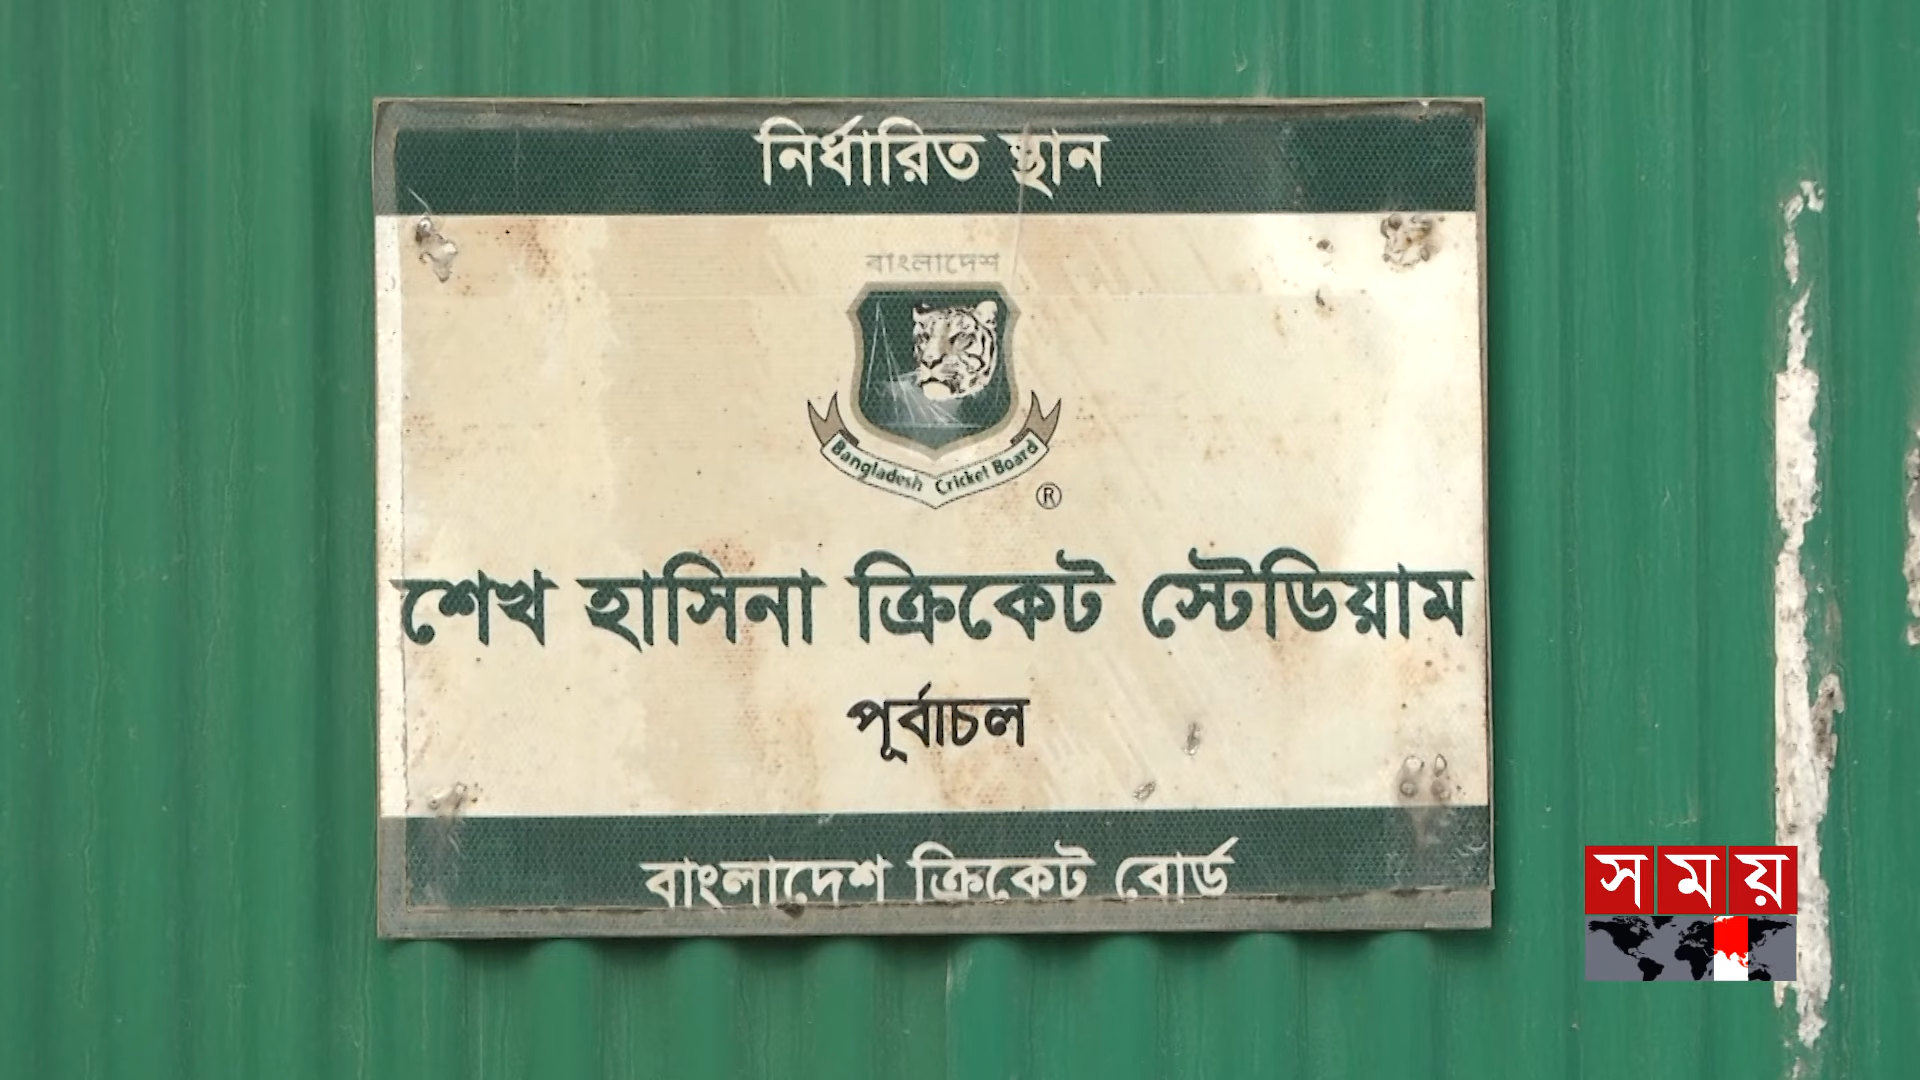 নির্ধারিত স্থান
বাংলাদেশ
Bangladesh Cricket Board
®
শেখ হাসিনা ক্রিকেট স্টেডিয়াম
পূর্বাচল
বাংলাদেশ ক্রিকেট বোর্ড
সময়